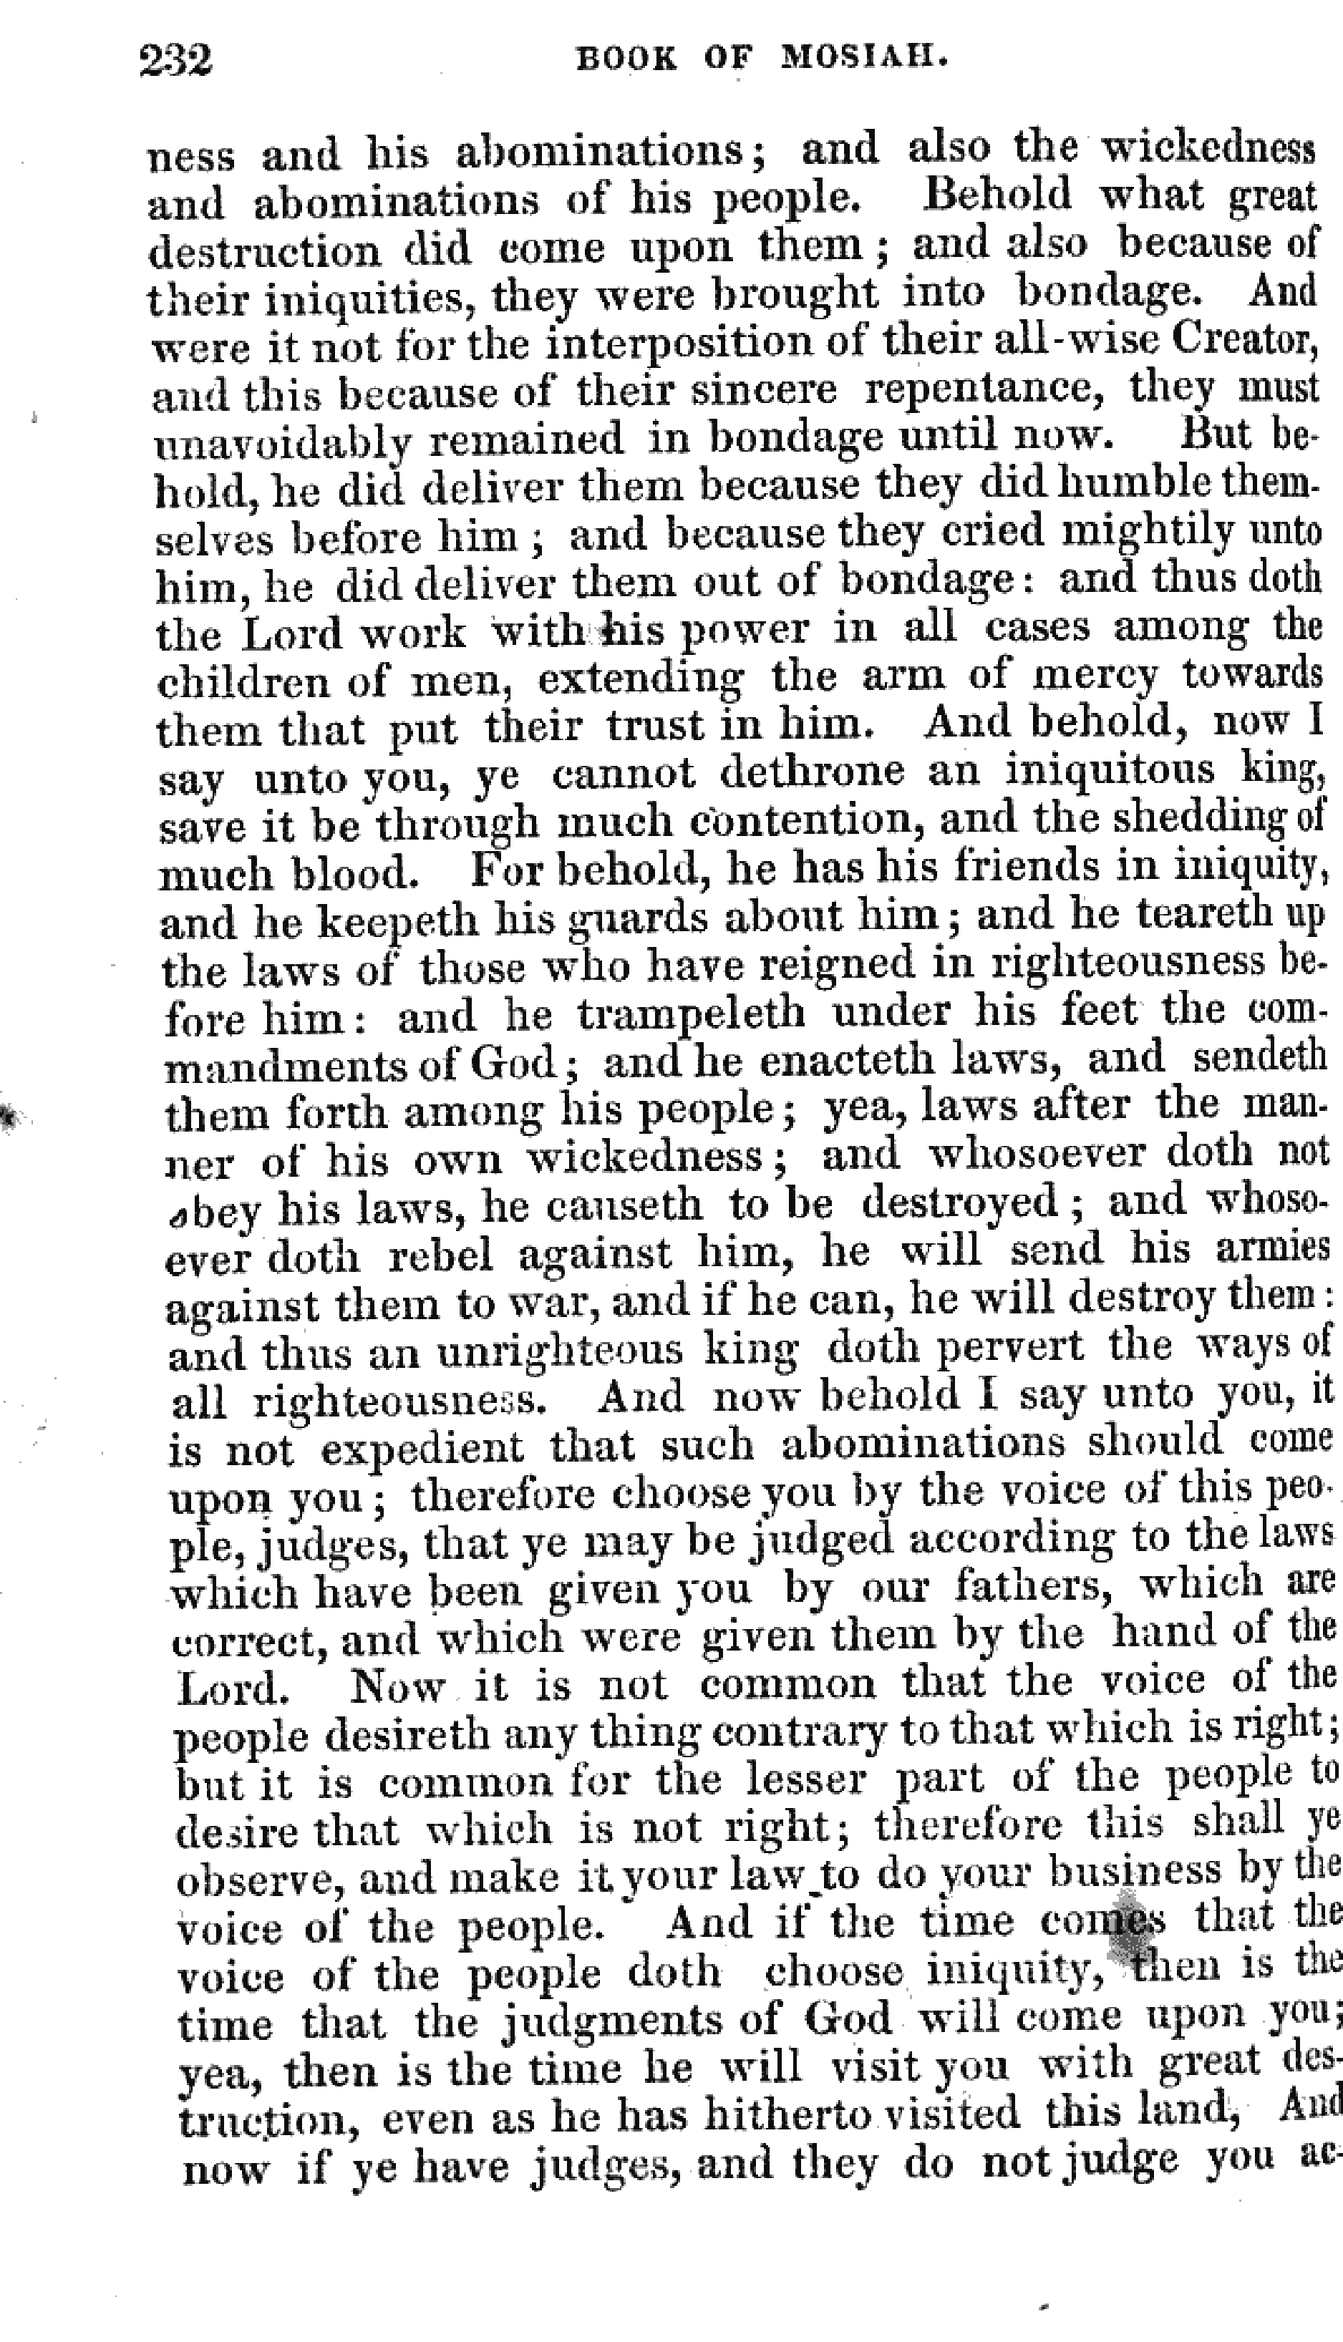 232 BOOK OF MOSIAH.
ness and his abominations; and also the wickedness
and abominations of his people. Behold what great
destruction did come upon them; and also because of
their iniquities, they were brought into bondage. And
were it not for the interposition of their all-wise Creator,
and this because of their sincere repentance, they must
unavoidably remained in bondage until now. But be-
hold, he did deliver them because they did humble them-
selves before him; and because they cried mightily unto
him, he did deliver them out of bondage: and thus doth
the Lord work with his power in all cases among the
children of men, extending the arm of mercy towards
them that put their trust in him. And behold, now I
say unto you, ye cannot dethrone an iniquitous king,
save it be through much contention, and the shedding of
much blood. For behold, he has his friends in iniquity,
and he keepeth his guards about him; and he teareth up
the laws of those who have reigned in righteousness be-
fore him: and he trampeleth under his feet the com-
mandments of God; and he enacteth laws, and sendeth
them forth among his people; yea, laws after the man-
ner of his own wickedness; and whosoever doth not
obey his laws, he causeth to be destroyed; and whoso-
ever doth rebel against him, he will send his armies
against them to war, and if he can, he will destroy them:
and thus an unrighteous king doth pervert the ways of
all righteousness. And now behold I say unto you, it
is not expedient that such abominations should come
upon you; therefore choose you by the voice of this peo-
ple, judges, that ye may be judged according to the laws
which have been given you by our fathers, which are
correct, and which were given them by the hand of the
Lord. Now it is not common that the voice of the
people desireth any thing contrary to that which is right;
but it is common for the lesser part of the people to
desire that which is not right; therefore this shall ye
observe, and make it your law to do your business by the
voice of the people. And if the time comes that the
voice of the people doth choose iniquity, then is the
time that the judgments of God will come upon you;
yea, then is the time he will visit you with great des-
truction, even as he has hitherto visited this land, And
now if ye have judges, and they do not judge you ac-